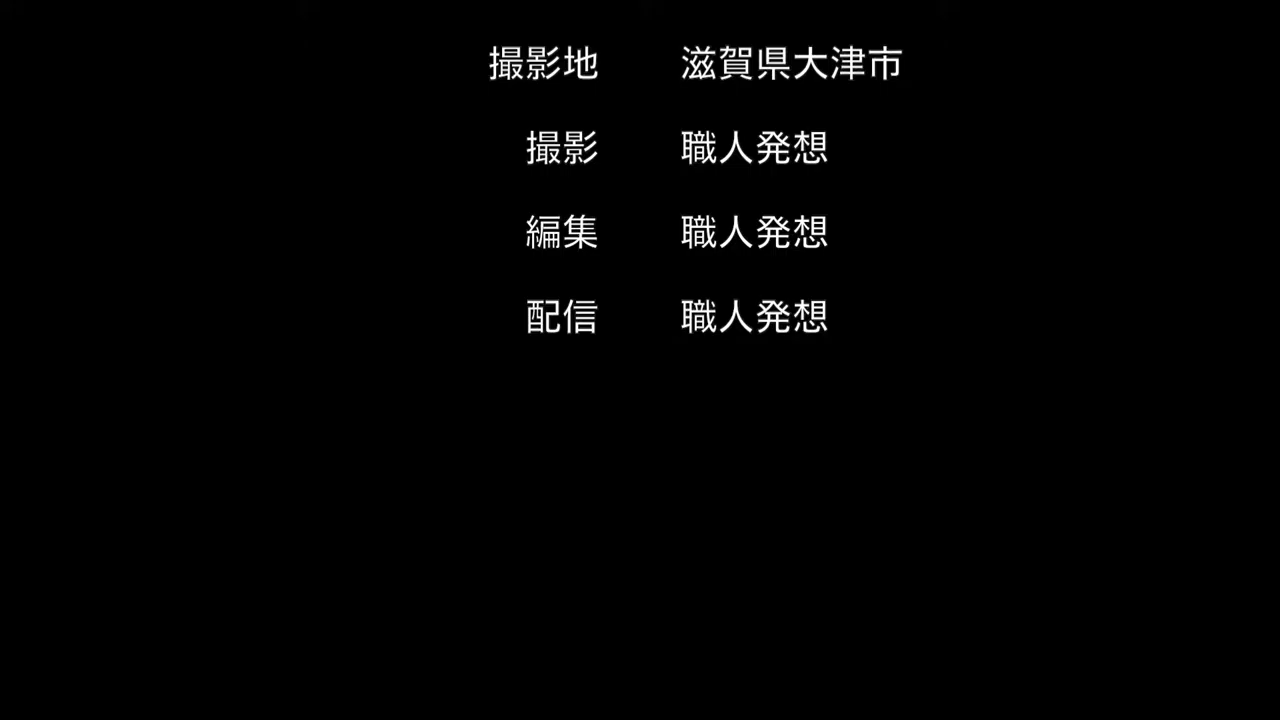 撮影地 滋賀県大津市
撮影 職人発想
編集 職人発想
配信 職人発想